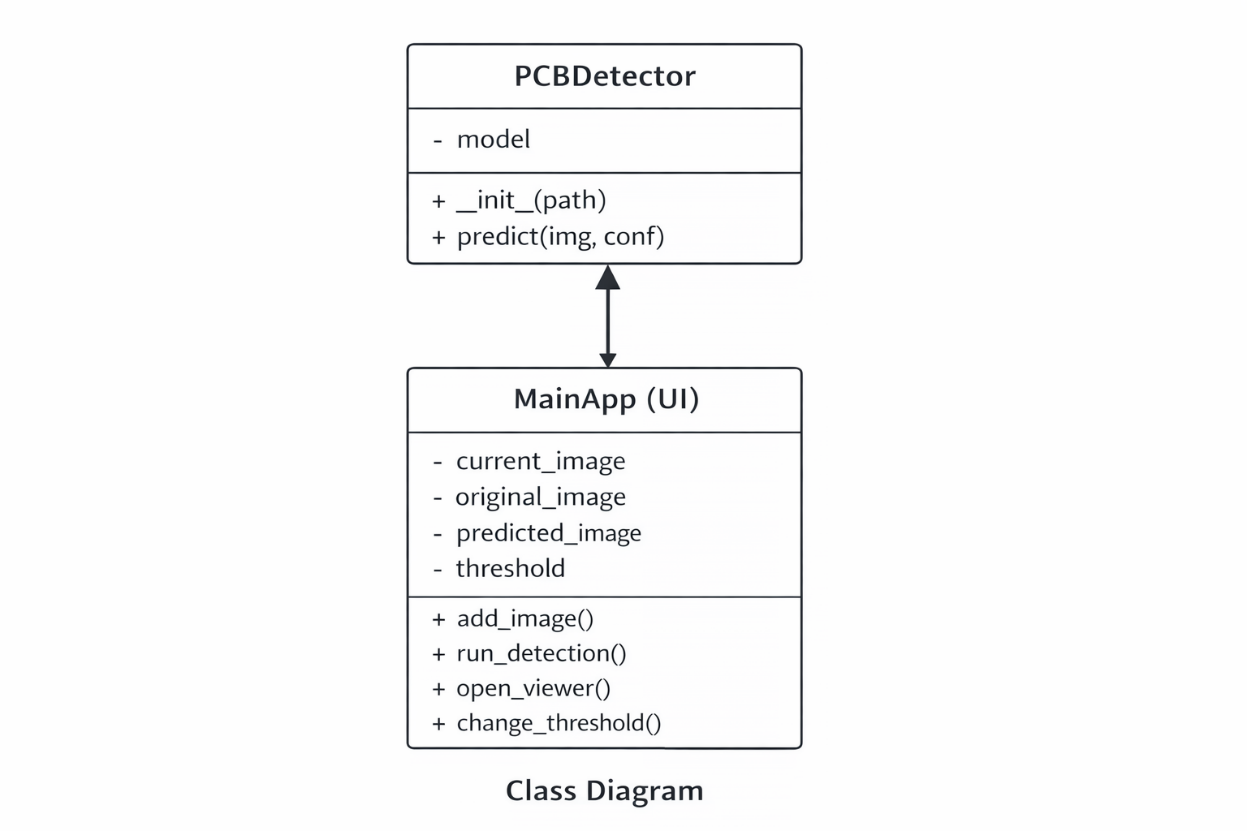 PCBDetector
- model
+ __init__(path)
+ predict(img, conf)
MainApp (UI)
- current_image
- original_image
- predicted_image
- threshold
+ add_image()
+ run_detection()
+ open_viewer()
+ change_threshold()
Class Diagram